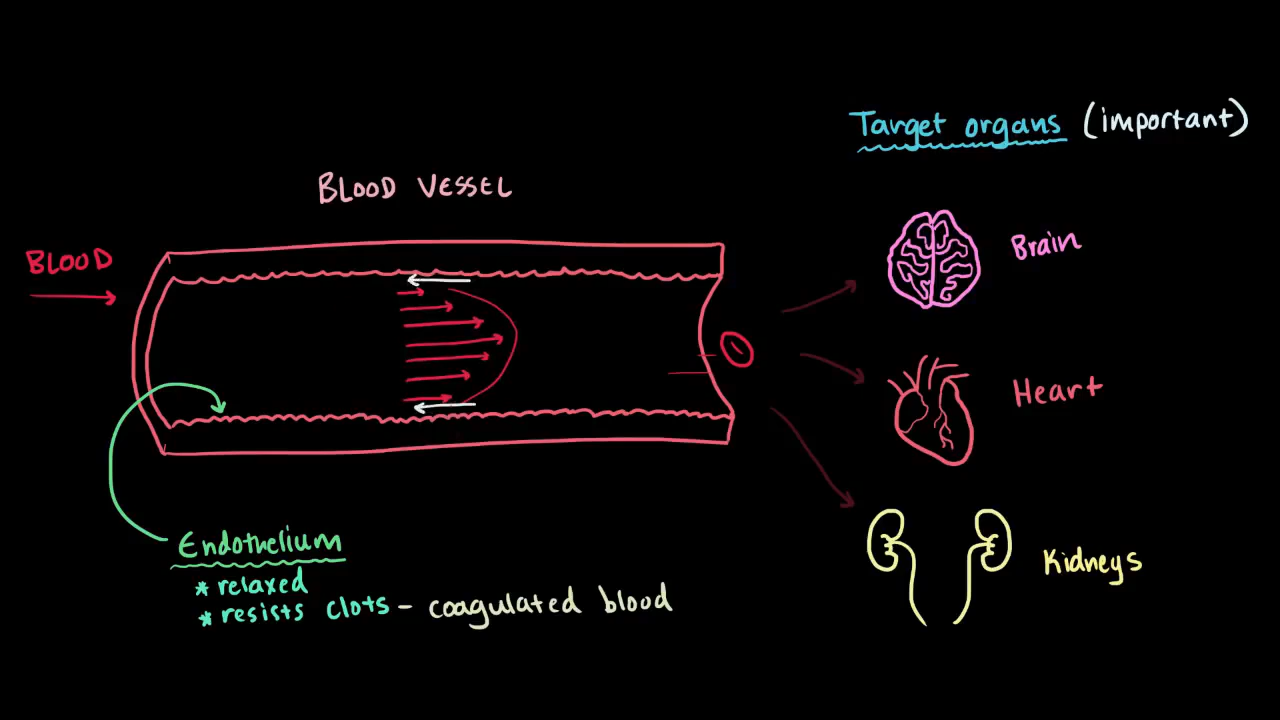 Target organs (important)
BLOOD VESSEL
BLOOD
Brain
Heart
Endothelium
* relaxed
* resists clots - coagulated blood
Kidneys